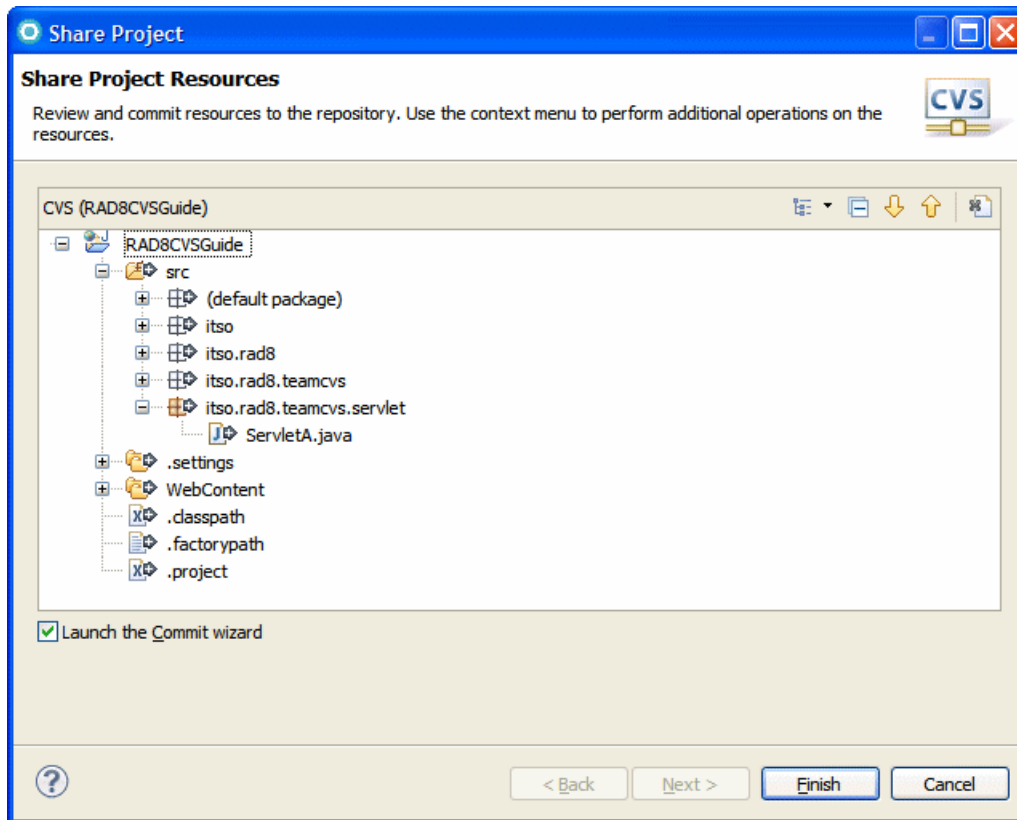 Share Project
Share Project Resources
Review and commit resources to the repository. Use the context menu to perform additional operations on the
resources.
CVS
CVS (RAD8CVSGuide)
RAD8CVSGuide
src
(default package)
itso
itso.rad8
itso.rad8.teamcvs
itso.rad8.teamcvs.servlet
ServletA.java
.settings
WebContent
.classpath
.factorypath
.project
Launch the Commit wizard
< Back
Next >
Finish
Cancel